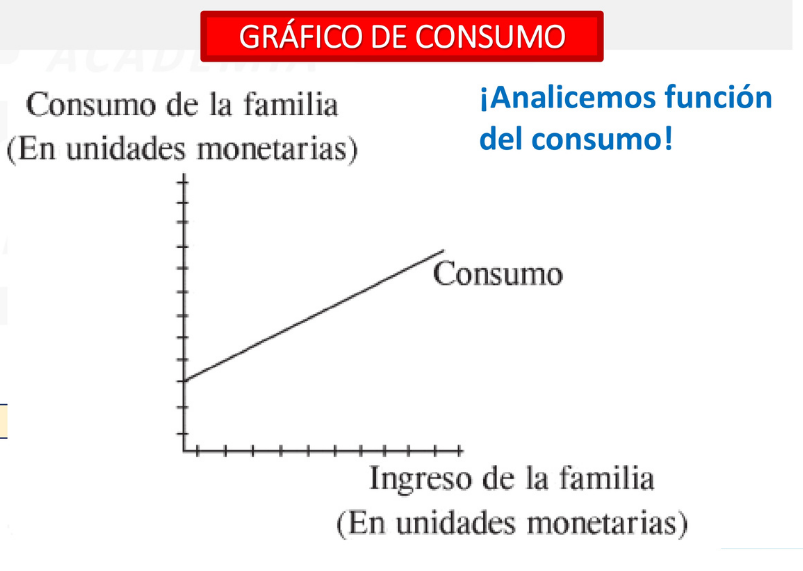 GRÁFICO DE CONSUMO
ACADEMIA
Consumo de la familia
(En unidades monetarias)
¡Analicemos función
del consumo!
Consumo
Ingreso de la familia
(En unidades monetarias)